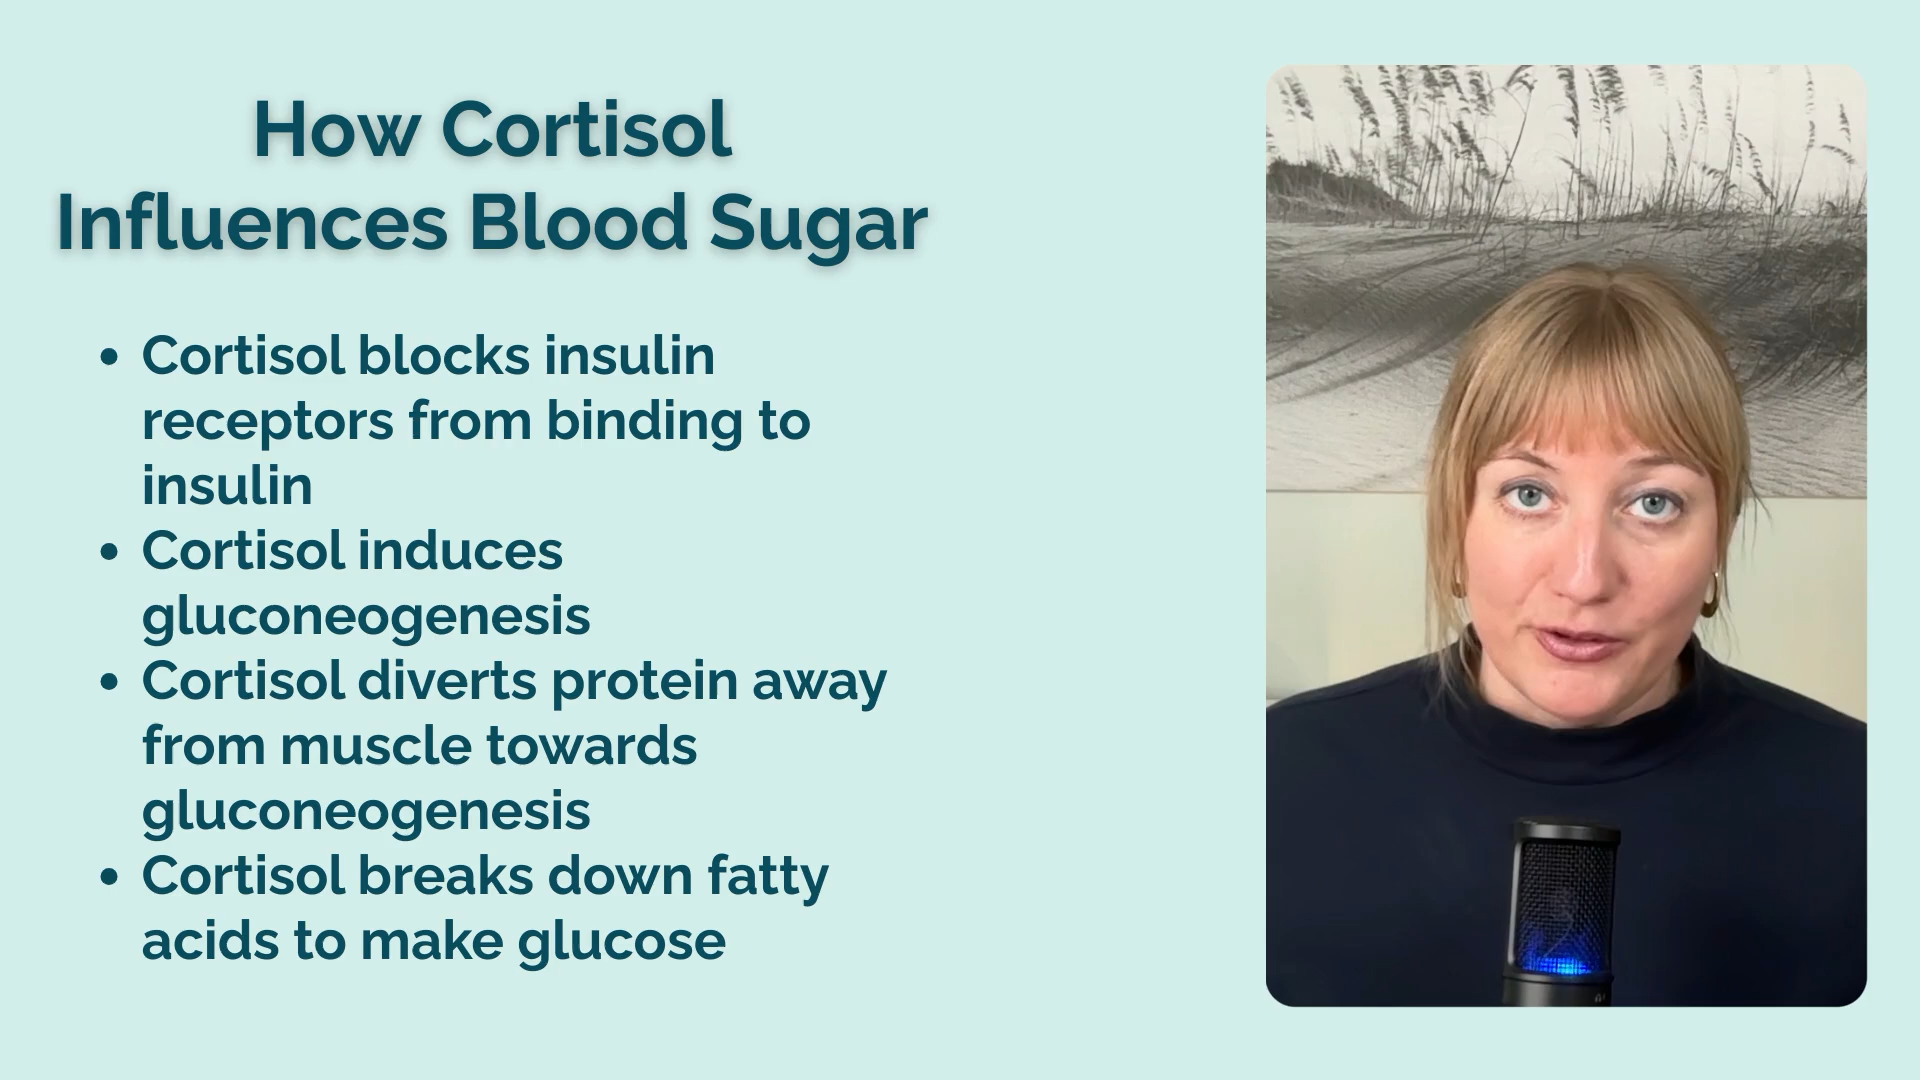 How Cortisol
Influences Blood Sugar
• Cortisol blocks insulin
receptors from binding to
insulin
• Cortisol induces
gluconeogenesis
• Cortisol diverts protein away
from muscle towards
gluconeogenesis
• Cortisol breaks down fatty
acids to make glucose